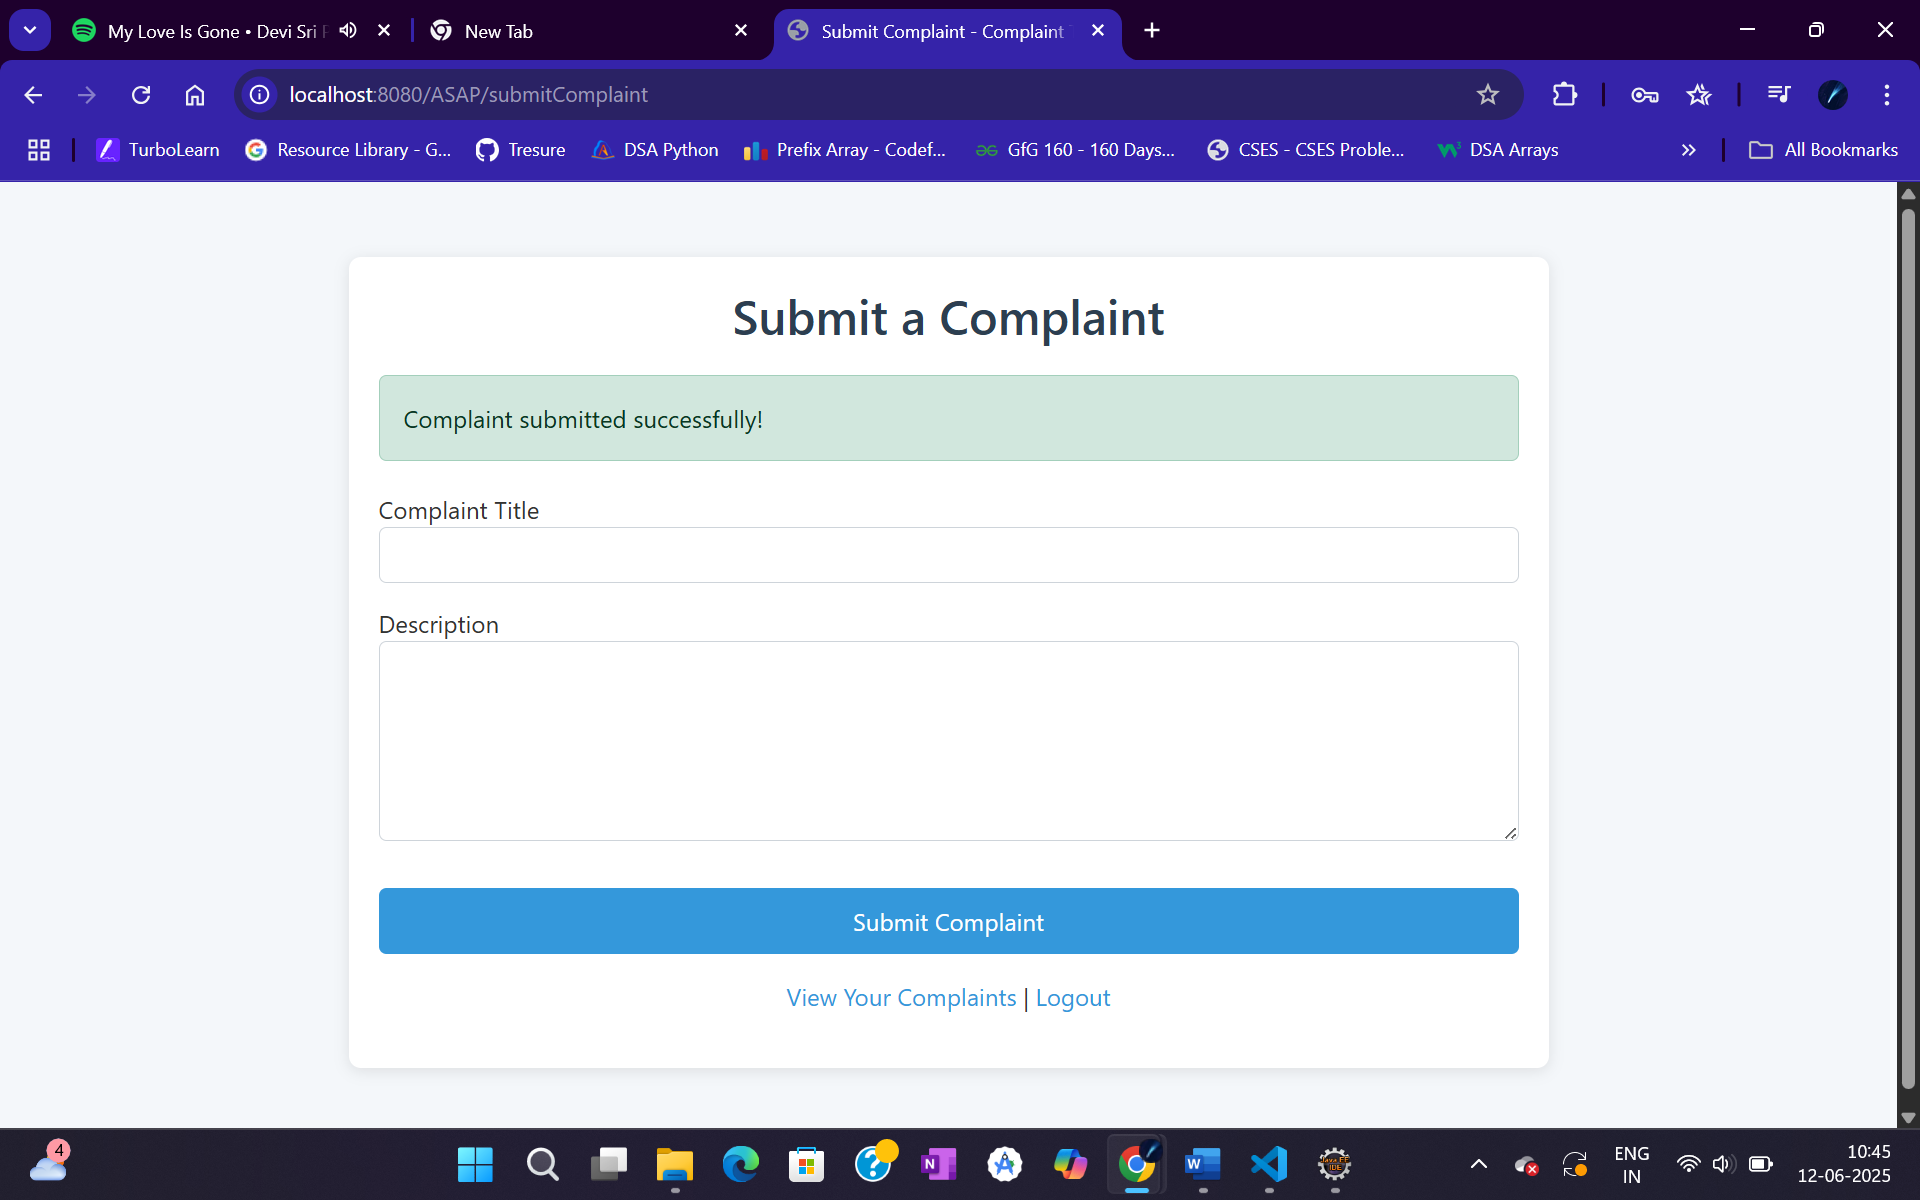 My Love Is Gone • Devi Sri
New Tab
Submit Complaint - Complaint
localhost:8080/ASAP/submitComplaint
TurboLearn
Resource Library - G...
Tresure
DSA Python
Prefix Array - Codef...
GfG 160 - 160 Days...
CSES - CSES Proble...
DSA Arrays
All Bookmarks
Submit a Complaint
Complaint submitted successfully!
Complaint Title
Description
Submit Complaint
View Your Complaints | Logout
4
ENG
IN
10:45
12-06-2025